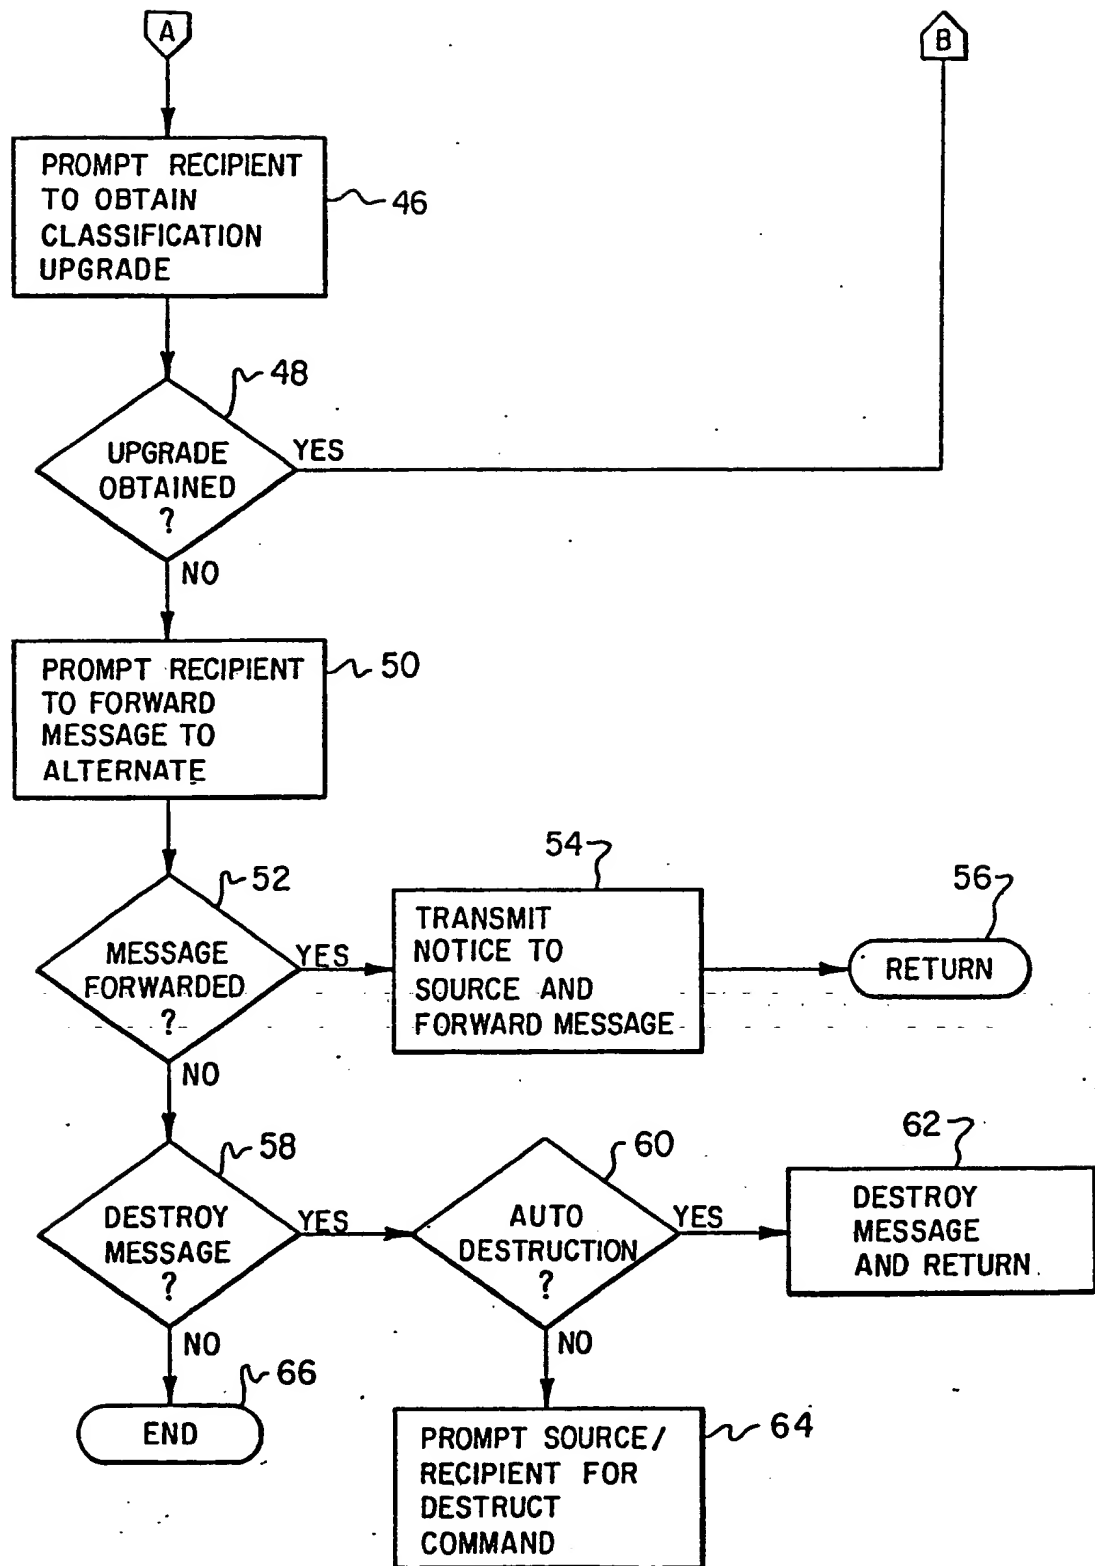 A
B
PROMPT RECIPIENT
TO OBTAIN
CLASSIFICATION
UPGRADE
46
48
UPGRADE
OBTAINED
?
YES
NO
PROMPT RECIPIENT
TO FORWARD
MESSAGE TO
ALTERNATE
50
52
MESSAGE
FORWARDED
?
YES
NO
54
TRANSMIT
NOTICE TO
SOURCE AND
FORWARD MESSAGE
56
RETURN
58
DESTROY
MESSAGE
?
YES
NO
60
AUTO
DESTRUCTION
?
YES
NO
62
DESTROY
MESSAGE
AND RETURN
66
END
64
PROMPT SOURCE/
RECIPIENT FOR
DESTRUCT
COMMAND